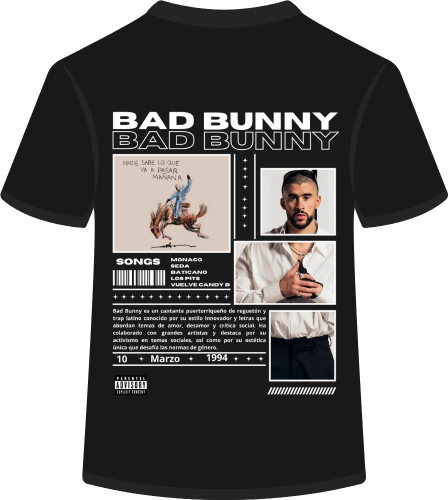 BAD BUNNY
BAD BUNNY
NADIE SABE LO QUE
VA A PASAR
MAÑANA
SONGS
MONACO
SEDA
BATICANO
LOS PITS
VUELVE CANDY B
Bad Bunny es un cantante puertorriqueño de reguetón y
trap latino conocido por su estilo innovador y letras que
abordan temas de amor, desamor y crítica social. Ha
colaborado con grandes artistas y destaca por su
activismo en temas sociales, así como por su estética
única que desafía las normas de género.
10 Marzo 1994
PARENTAL
ADVISORY
EXPLICIT CONTENT